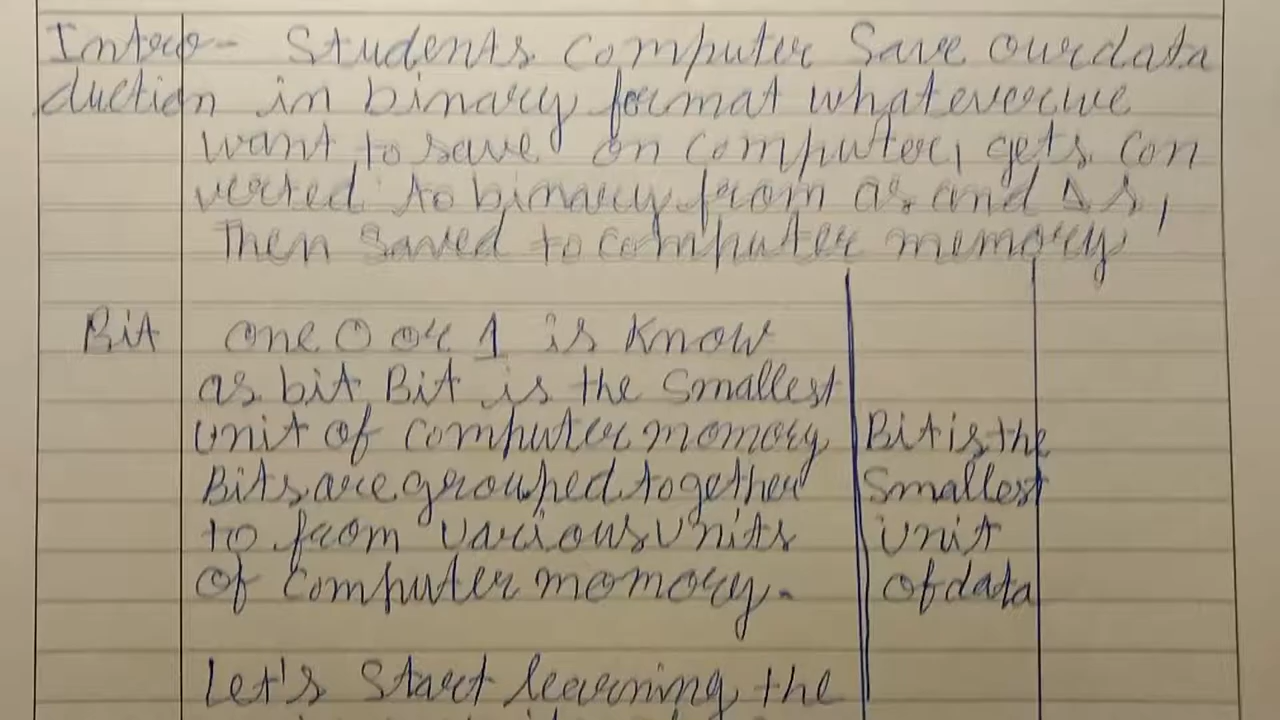 Intro- Students computer Save our data
duction in binary format whatever we
want to save on computer, gets con
verted to binary from as and 1s,
Then saved to computer memory
Bit one 0 or 1 is Know
as bit Bit is the smallest
unit of computer momory
Bits are grouped together
to from various units
of computer momory.
Bit is the
Smallest
unit
of data
Let's start learning the